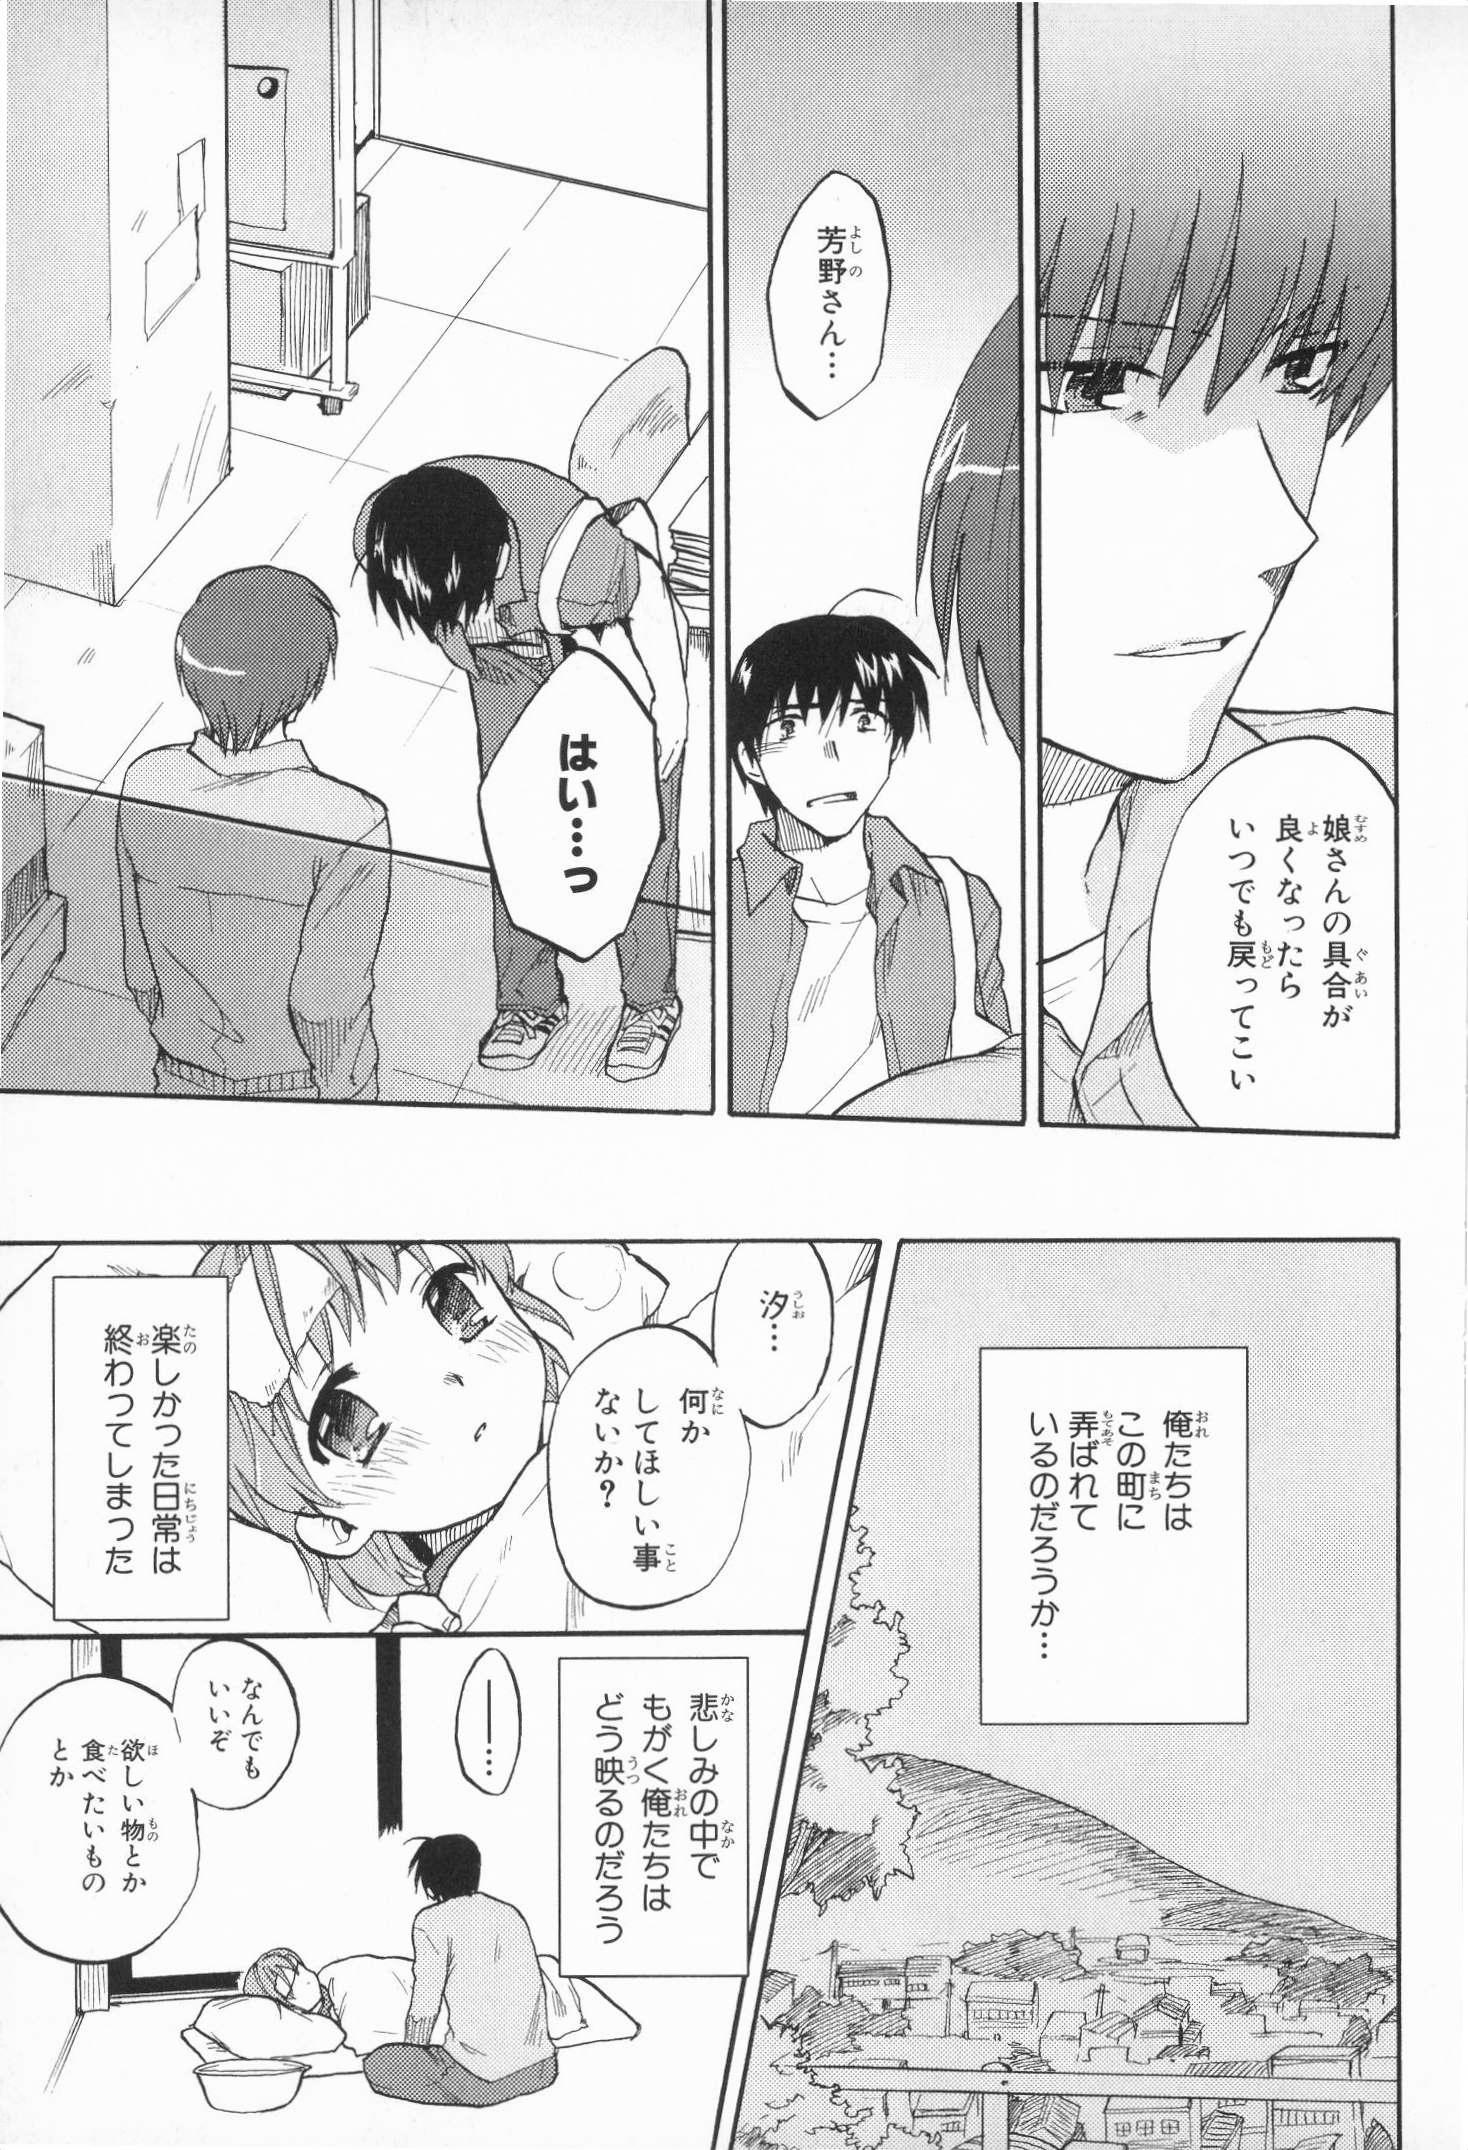 娘さんの具合が
良くなったら
いつでも戻ってこい
芳野さん…
はい…っ
俺たちは
この町に
弄ばれて
いるのだろうか…
汐…
何か
してほしい事
ないか？
楽しかった日常は
終わってしまった
悲しみの中で
もがく俺たちは
どう映るのだろう
──…
なんでも
いいぞ
欲しい物とか
食べたいもの
とか